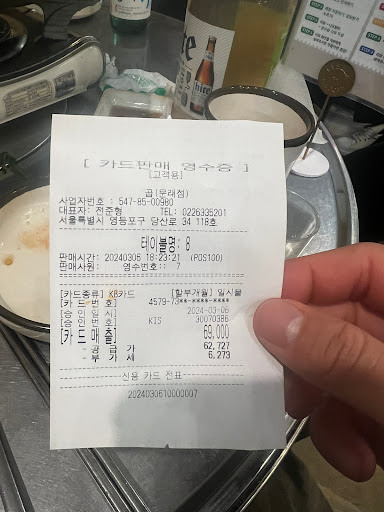 [ 카드판매 영수증 ]
[고객용]
곱(문래점)
사업자번호 : 547-85-00980
대표자: 전준형 TEL: 0226335201
서울특별시 영등포구 당산로 34 118호
테이블명: 8
판매시간: 20240306 18:23:21 (POS100)
판매사원: 영수번호:: 7
[카드종류] KB카드 [할부개월] 일시불
[카드번호] 4579-73**-****-****
[승인일시] 2024-03-06
[승인번호] KIS 30070386
[카드매출] 69,000
- 공급가 62,727
- 부세 6,273
신용 카드 전표
2024030610000007